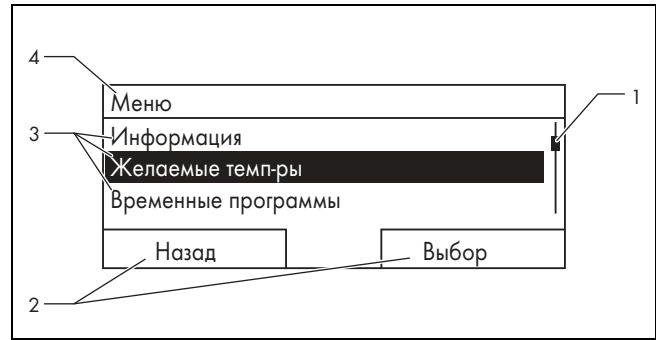 4
Меню
1
3
Информация
Желаемые темп-ры
Временные программы
Назад Выбор
2